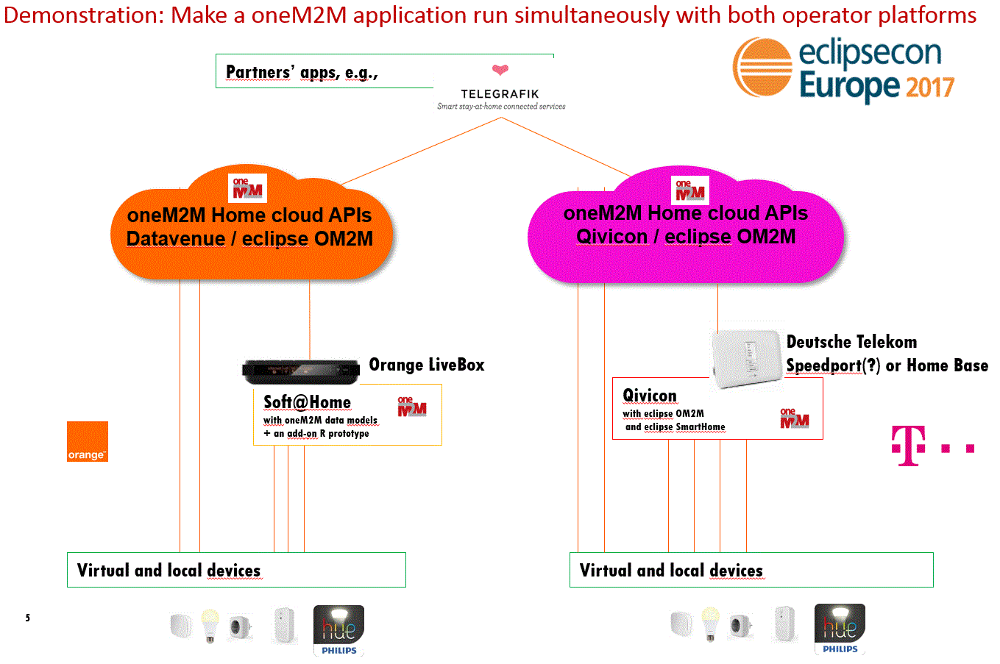 Demonstration: Make a oneM2M application run simultaneously with both operator platforms
eclipsecon
Europe 2017
Partners’ apps, e.g.,
TELEGRAFIK
Smart stay-at-home connected services
one
M2M
oneM2M Home cloud APIs
Datavenue / eclipse OM2M
one
M2M
oneM2M Home cloud APIs
Qivicon / eclipse OM2M
Orange LiveBox
Deutsche Telekom
Speedport(?) or Home Base
Soft@Home
with oneM2M data models
+ an add-on R prototype
one
M2M
Qivicon
with eclipse OM2M
and eclipse SmartHome
one
M2M
orange™
T
Virtual and local devices
Virtual and local devices
5
hue
PHILIPS
hue
PHILIPS